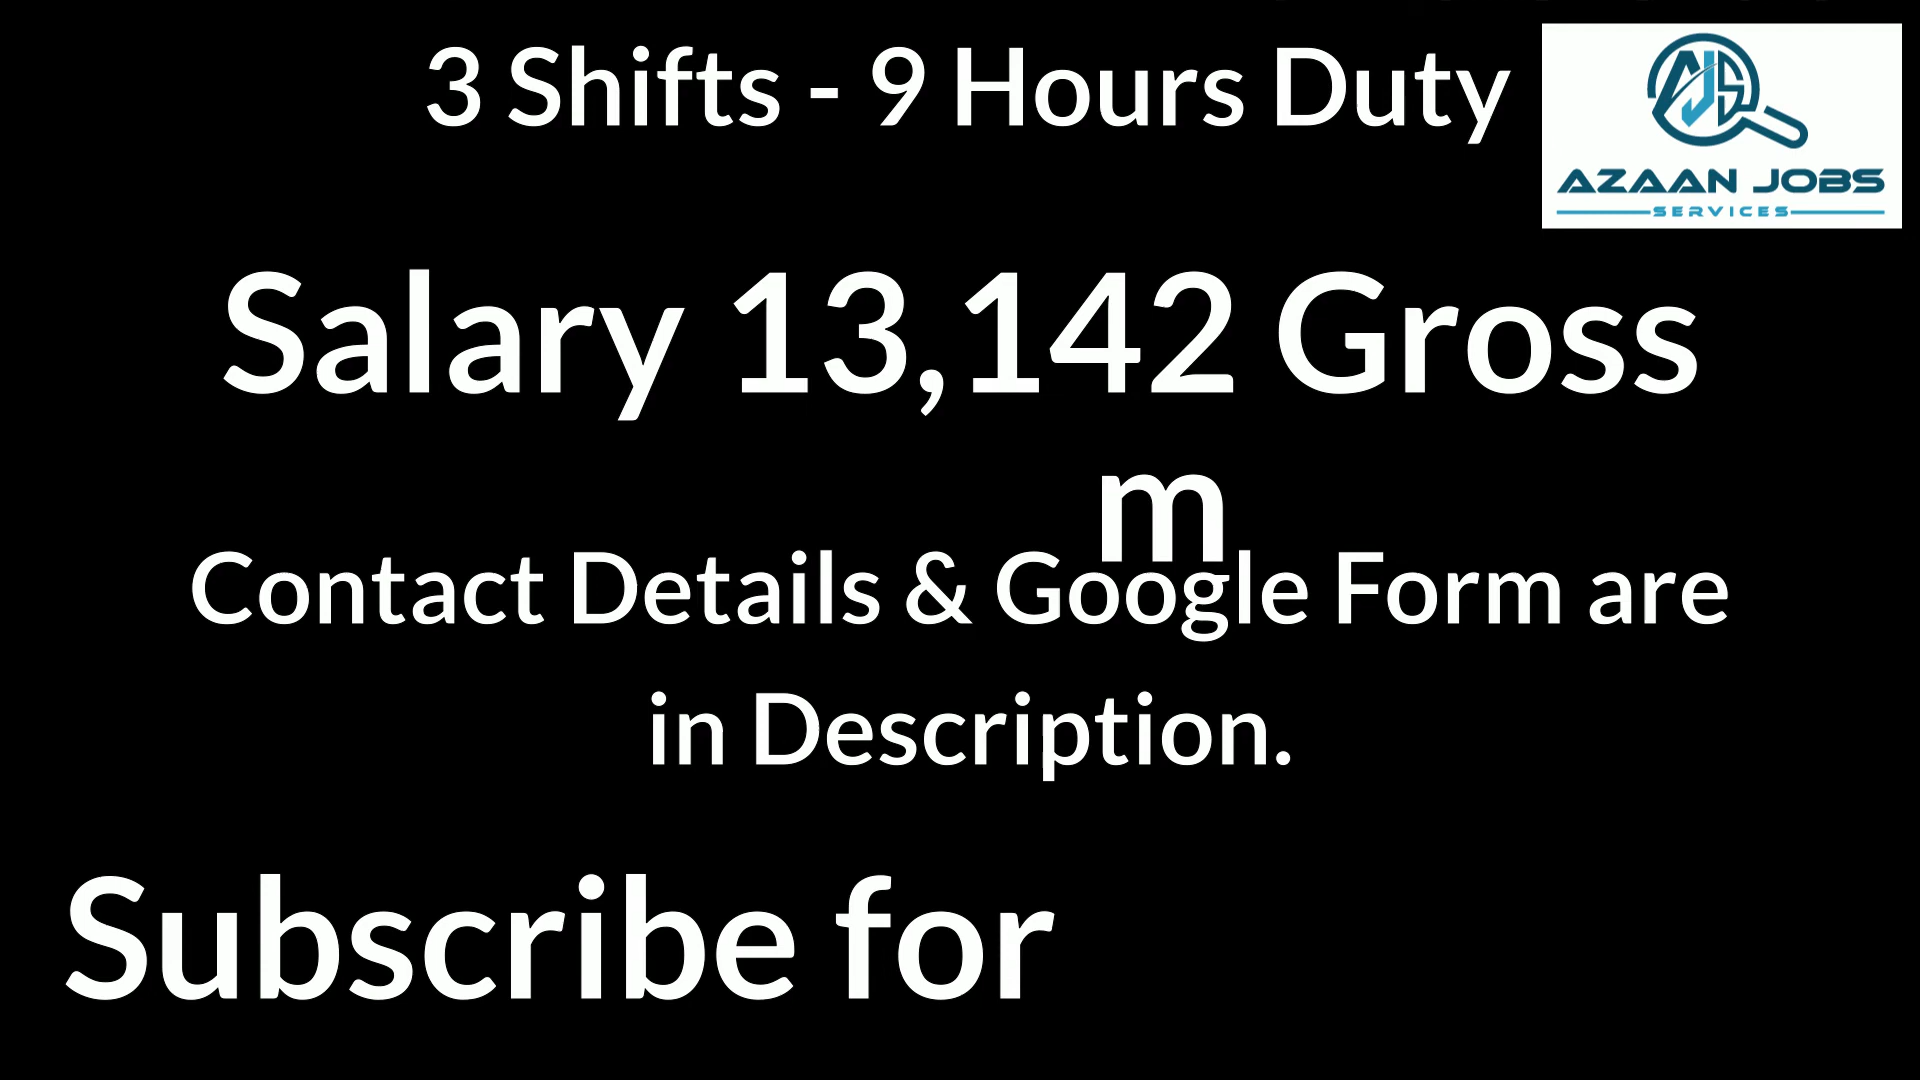 3 Shifts - 9 Hours Duty
AJS
AZAAN JOBS
SERVICES
Salary 13,142 Gross
m
Contact Details & Google Form are
in Description.
Subscribe for